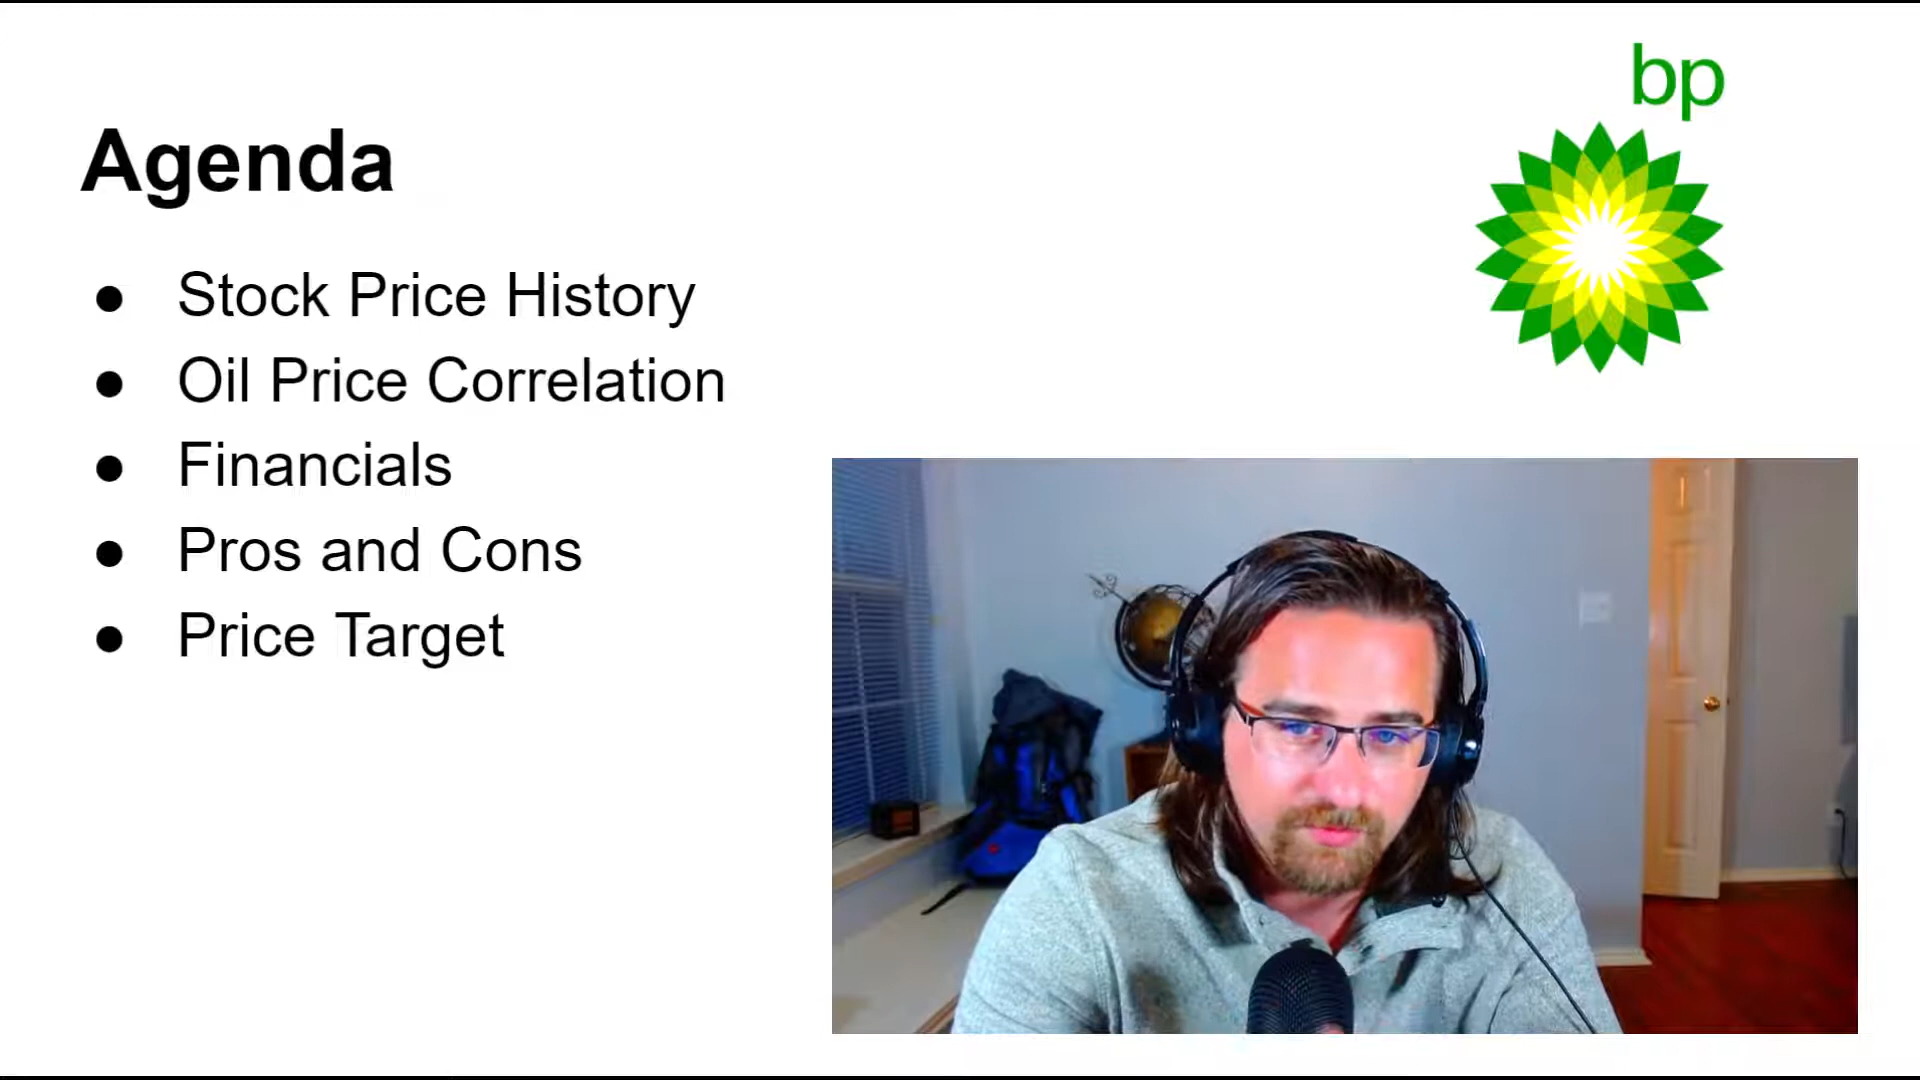 bp
Agenda
● Stock Price History
● Oil Price Correlation
● Financials
● Pros and Cons
● Price Target